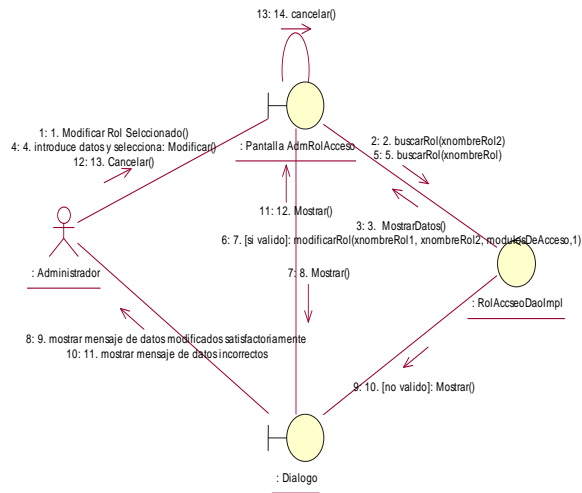 13: 14. cancelar()
1: 1. Modificar Rol Selccionado()
4: 4. introduce datos y selecciona: Modificar()
12: 13. Cancelar()
: Pantalla AdmRolAcceso
2: 2. buscarRol(xnombreRol2)
5: 5. buscarRol(xnombreRol)
11: 12. Mostrar()
3: 3. MostrarDatos()
6: 7. [si valido]: modificarRol(xnombreRol1, xnombreRol2, modulosDeAcceso,1)
7: 8. Mostrar()
: Administrador
: RolAccseoDaoImpl
8: 9. mostrar mensaje de datos modificados satisfactoriamente
10: 11. mostrar mensaje de datos incorrectos
9: 10. [no valido]: Mostrar()
: Dialogo